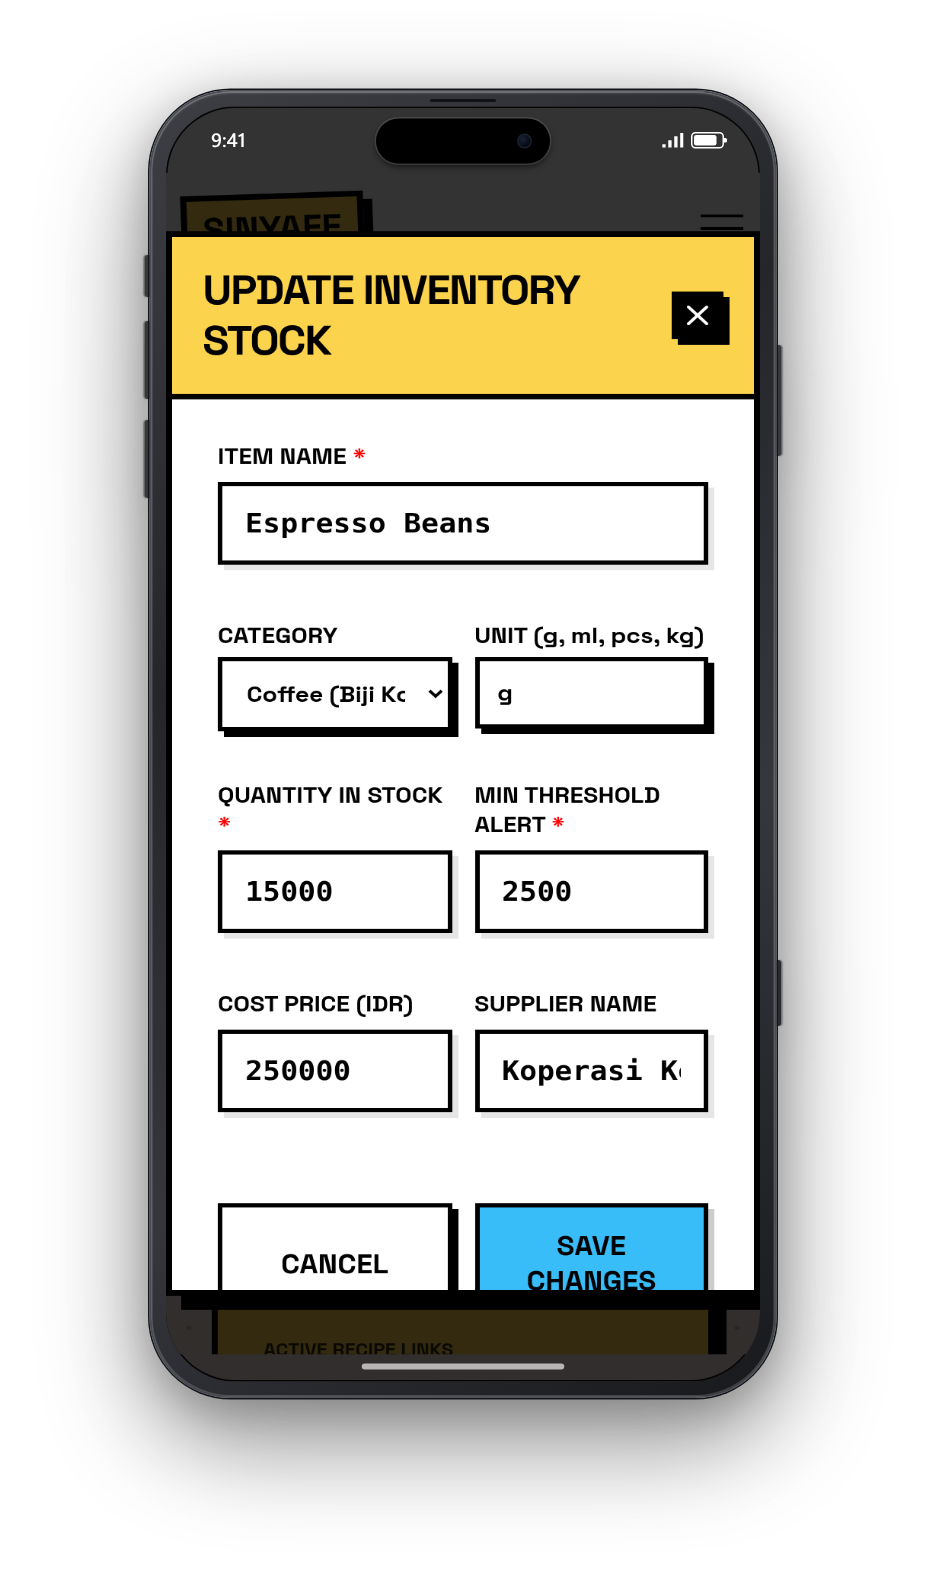 9:41
SINYAFE
UPDATE INVENTORY
STOCK
ITEM NAME *
Espresso Beans
CATEGORY
UNIT (g, ml, pcs, kg)
Coffee (Biji Kc
g
QUANTITY IN STOCK
*
MIN THRESHOLD
ALERT *
15000
2500
COST PRICE (IDR)
SUPPLIER NAME
250000
Koperasi K
CANCEL
SAVE
CHANGES
ACTIVE RECIPE LINKS